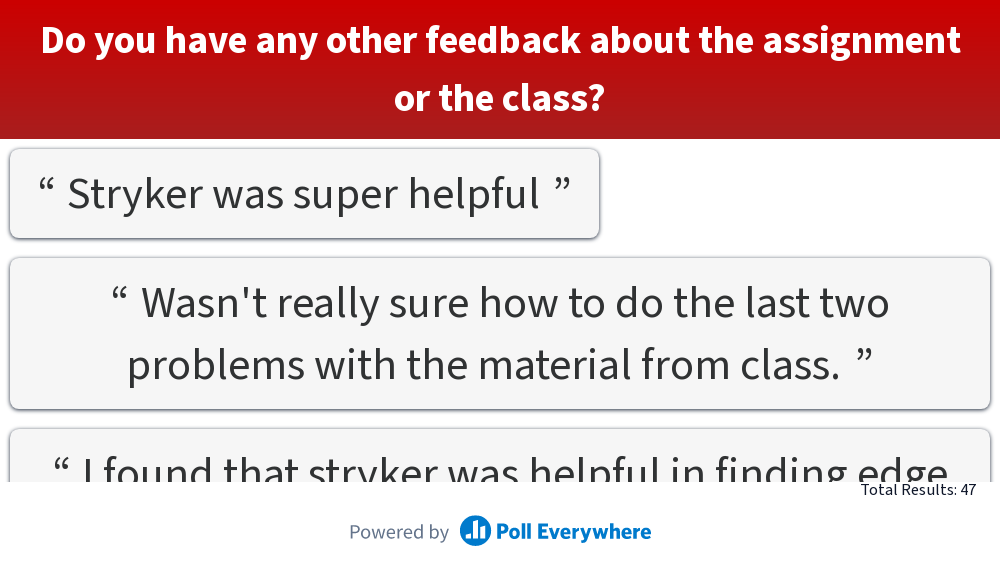 Do you have any other feedback about the assignment
or the class?
“ Stryker was super helpful ”
“ Wasn't really sure how to do the last two
problems with the material from class. ”
“ I found that stryker was helpful in finding edge
Total Results: 47
Powered by Poll Everywhere